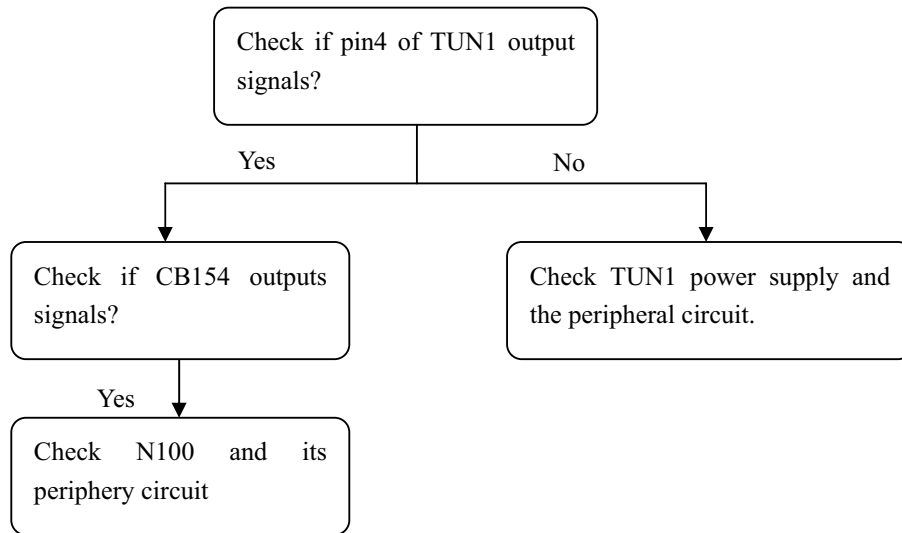 Check if pin4 of TUN1 output
signals?
Yes
No
Check if CB154 outputs
signals?
Check TUN1 power supply and
the peripheral circuit.
Yes
Check N100 and its
periphery circuit